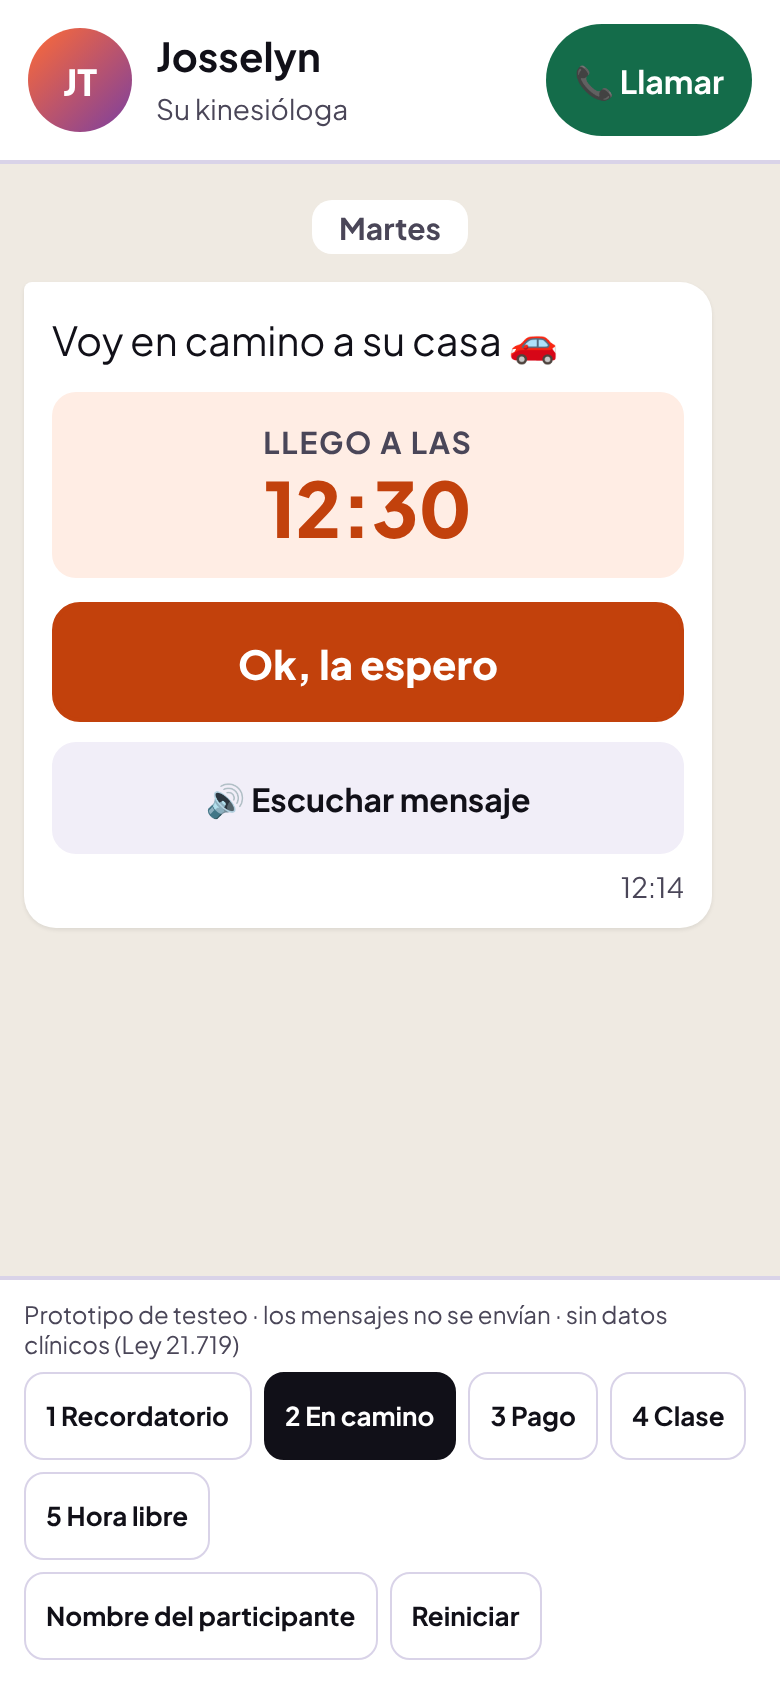 JT
Josselyn
Su kinesióloga
📞 Llamar
Martes
Voy en camino a su casa 🚗
LLEGO A LAS
12:30
Ok, la espero
🔊 Escuchar mensaje
12:14
Prototipo de testeo · los mensajes no se envían · sin datos
clínicos (Ley 21.719)
1 Recordatorio
2 En camino
3 Pago
4 Clase
5 Hora libre
Nombre del participante
Reiniciar